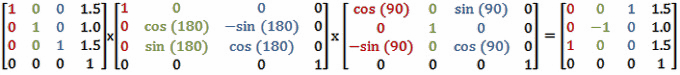 [1 0 0 1.5] x [1 0 0 0] x [cos (90) 0 sin (90) 0] = [0 0 1 1.5]
[0 1 0 1.0] [0 cos (180) −sin (180) 0] [0 1 0 0] [0 −1 0 1.0]
[0 0 1 1.5] [0 sin (180) cos (180) 0] [−sin (90) 0 cos (90) 0] [1 0 0 1.5]
[0 0 0 1] [0 0 0 1] [0 0 0 1] [0 0 0 1]